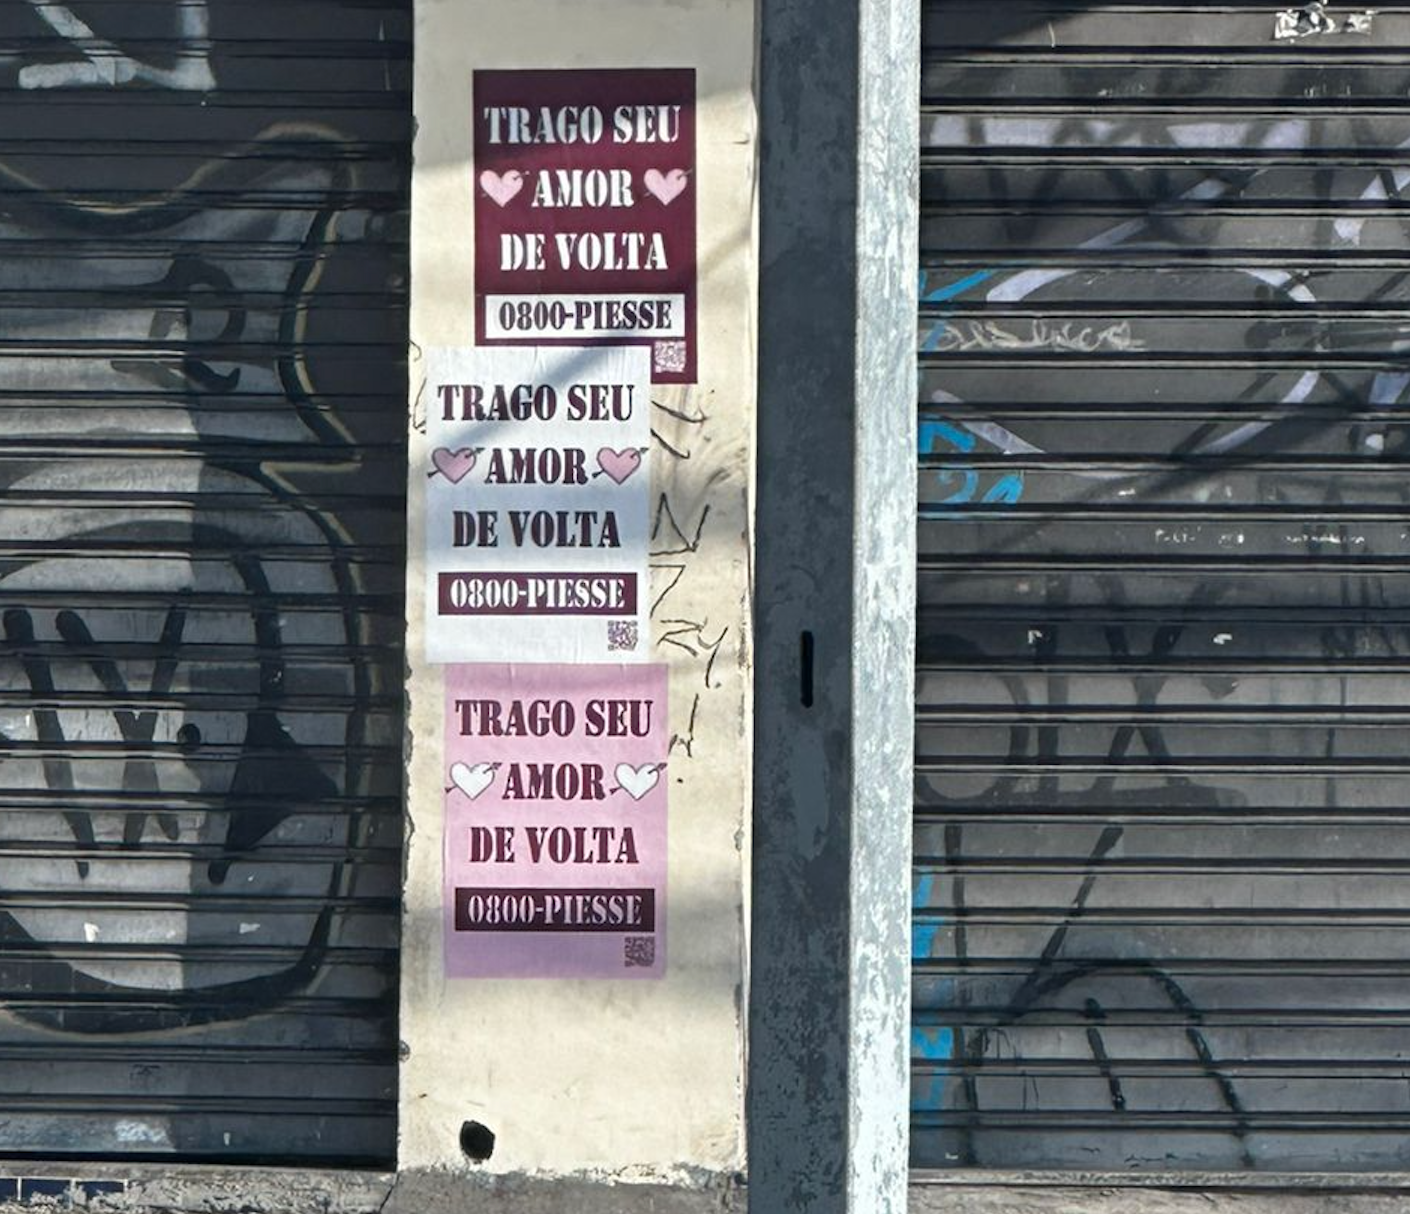 TRAGO SEU
AMOR
DE VOLTA
0800-PIESSE
TRAGO SEU
AMOR
DE VOLTA
0800-PIESSE
TRAGO SEU
AMOR
DE VOLTA
0800-PIESSE